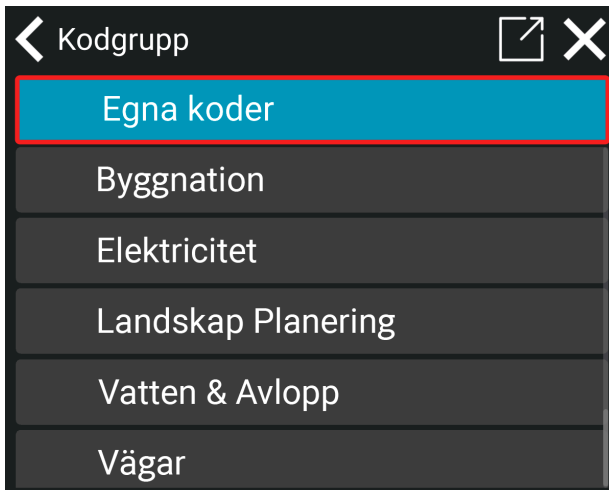 Kodgrupp
Egna koder
Byggnation
Elektricitet
Landskap Planering
Vatten & Avlopp
Vägar